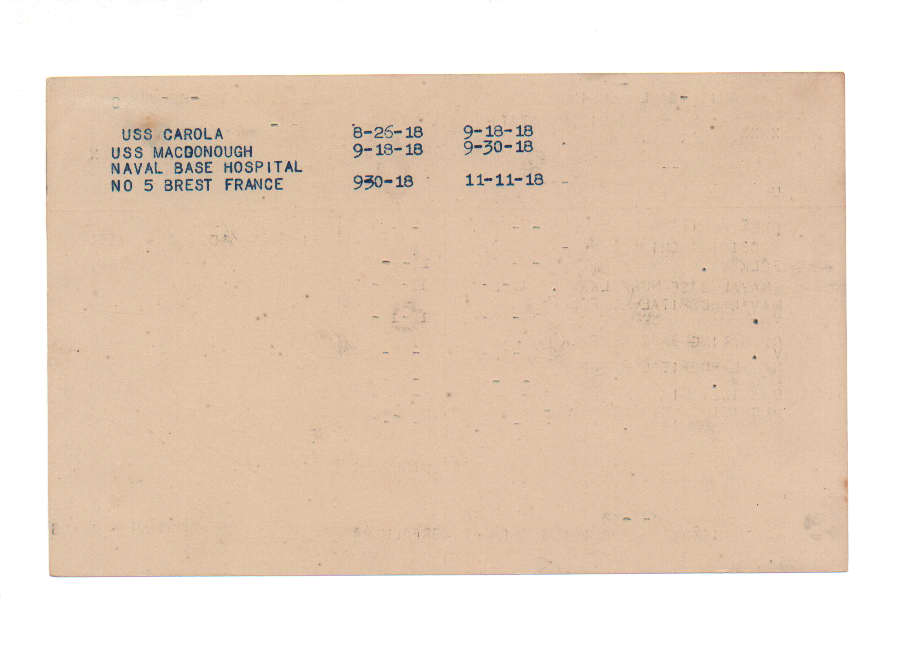 USS CAROLA 8-26-18 9-18-18
USS MACDONOUGH 9-18-18 9-30-18
NAVAL BASE HOSPITAL
NO 5 BREST FRANCE 930-18 11-11-18